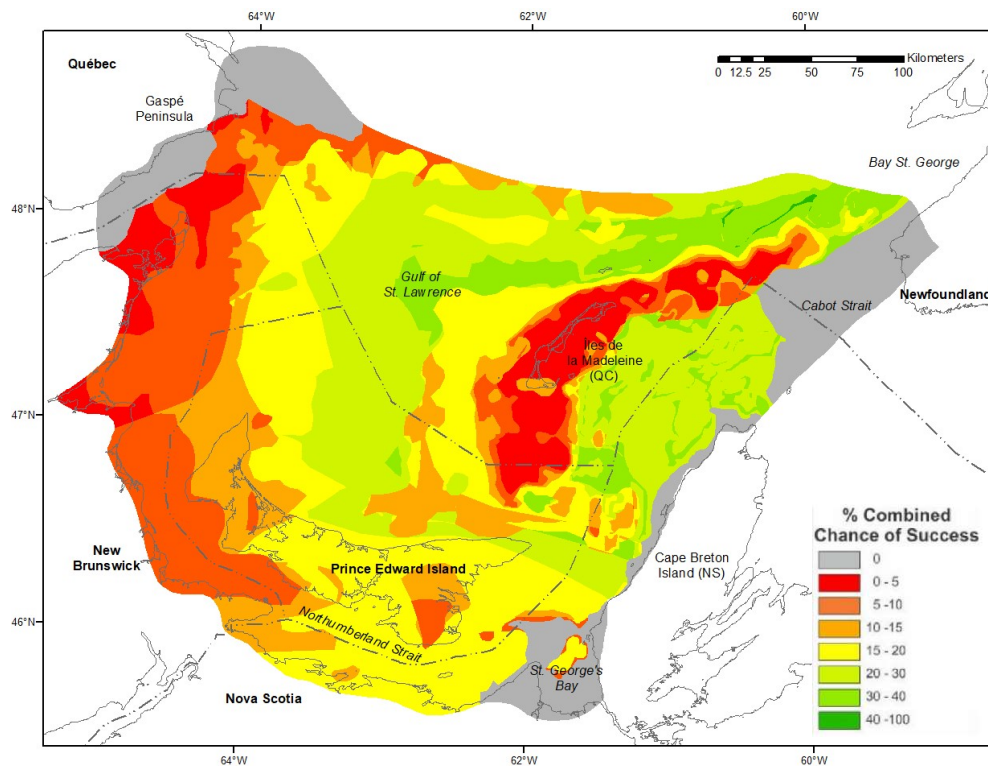 64°W 62°W 60°W
Kilometers
0 12.5 25 50 75 100
Québec
Gaspé
Peninsula
Bay St. George
48°N
Gulf of
St. Lawrence
Newfoundland
Cabot Strait
Îles de
la Madeleine
(QC)
47°N
% Combined
Chance of Success
0
0 - 5
5 -10
10 -15
15 - 20
20 - 30
30 - 40
40 -100
New
Brunswick
Cape Breton
Island (NS)
Prince Edward Island
46°N
Northumberland Strait
St. George's
Bay
Nova Scotia
64°W 62°W 60°W